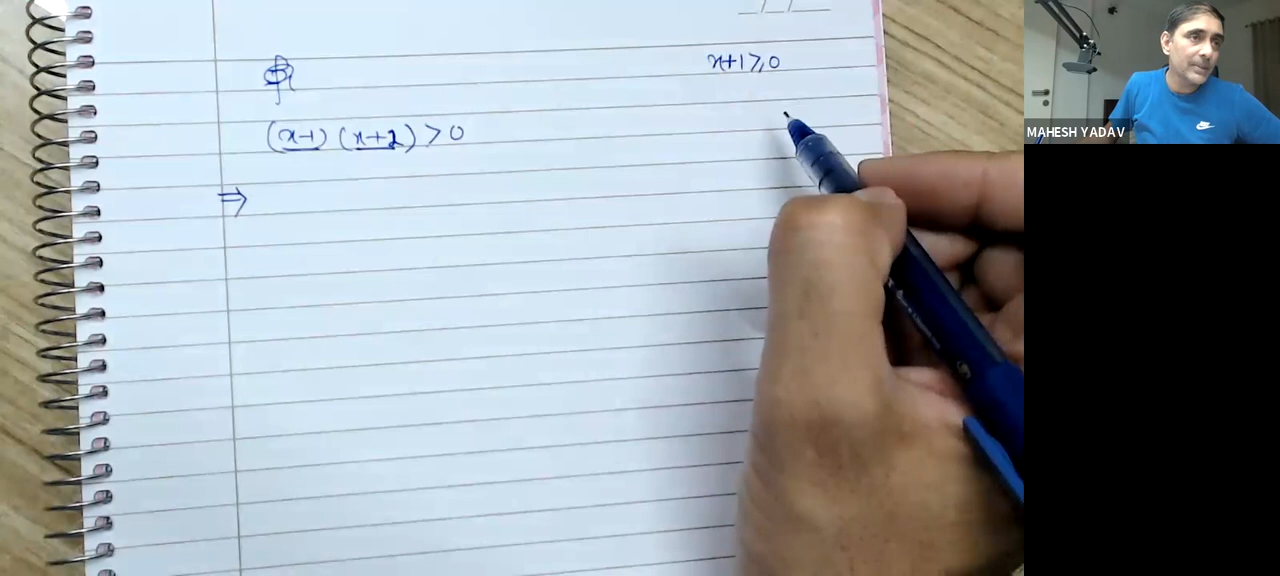 x+1≥0
(x-1) (x+2) > 0
⇒
MAHESH YADAV